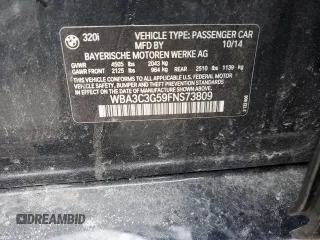 320i
VEHICLE TYPE: PASSENGER CAR
MFD BY 10/14
BAYERISCHE MOTOREN WERKE AG
GVWR 4505 lbs 2043 kg
GAWR FRONT 2125 lbs 964 kg REAR 2510 lbs 1139 kg
WBA3C3G59FNS73809
THIS VEHICLE CONFORMS TO ALL APPLICABLE FEDERAL MOTOR
VEHICLE SAFETY, BUMPER, AND THEFT PREVENTION STANDARDS
IN EFFECT ON THE DATE OF MANUFACTURE SHOWN ABOVE.
DREAMBID